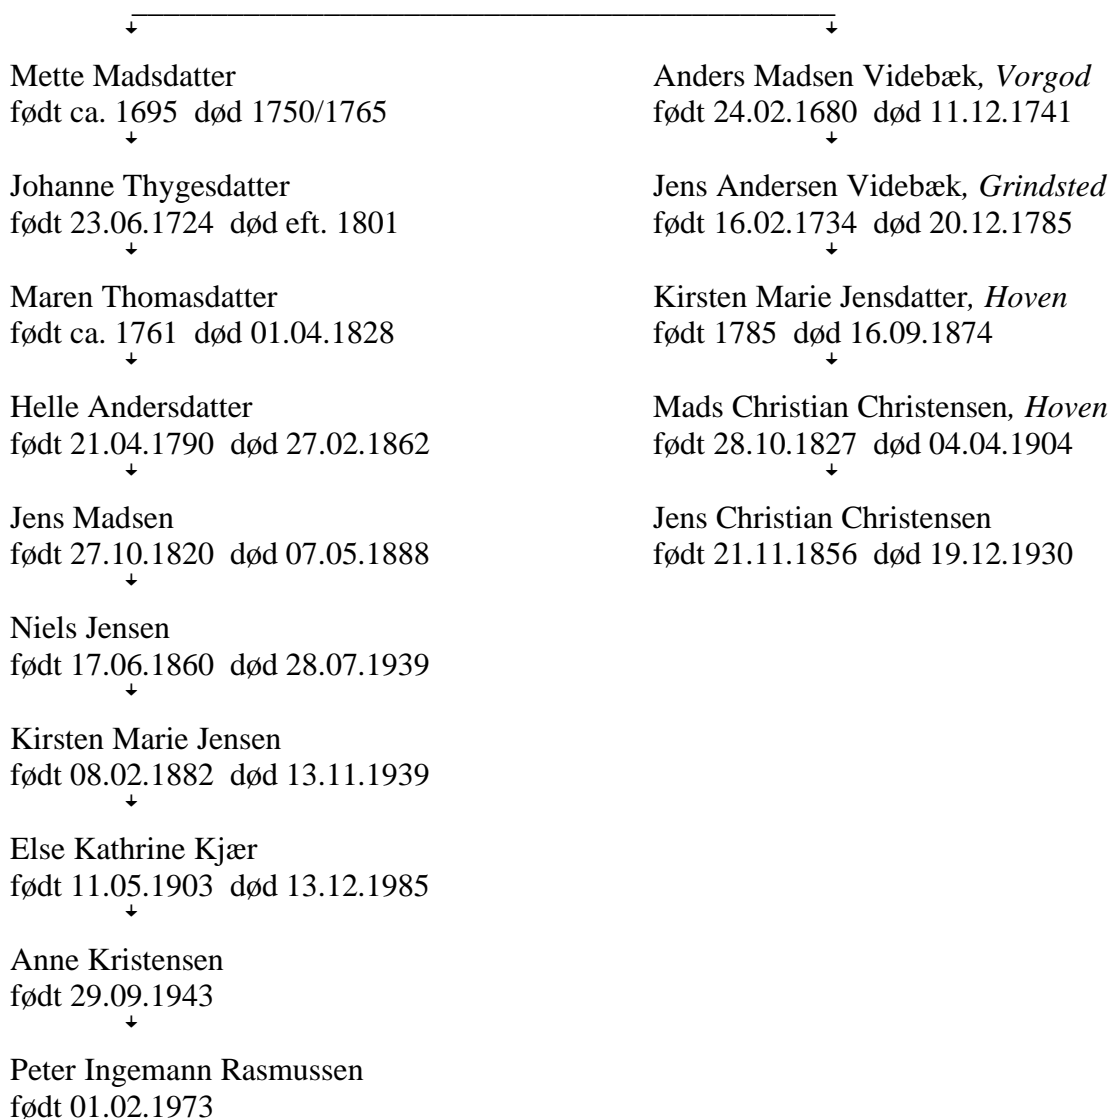 Mette Madsdatter
født ca. 1695  død 1750/1765
Johanne Thygesdatter
født 23.06.1724  død eft. 1801
Maren Thomasdatter
født ca. 1761  død 01.04.1828
Helle Andersdatter
født 21.04.1790  død 27.02.1862
Jens Madsen
født 27.10.1820  død 07.05.1888
Niels Jensen
født 17.06.1860  død 28.07.1939
Kirsten Marie Jensen
født 08.02.1882  død 13.11.1939
Else Kathrine Kjær
født 11.05.1903  død 13.12.1985
Anne Kristensen
født 29.09.1943
Peter Ingemann Rasmussen
født 01.02.1973
Anders Madsen Videbæk, Vorgod
født 24.02.1680  død 11.12.1741
Jens Andersen Videbæk, Grindsted
født 16.02.1734  død 20.12.1785
Kirsten Marie Jensdatter, Hoven
født 1785  død 16.09.1874
Mads Christian Christensen, Hoven
født 28.10.1827  død 04.04.1904
Jens Christian Christensen
født 21.11.1856  død 19.12.1930